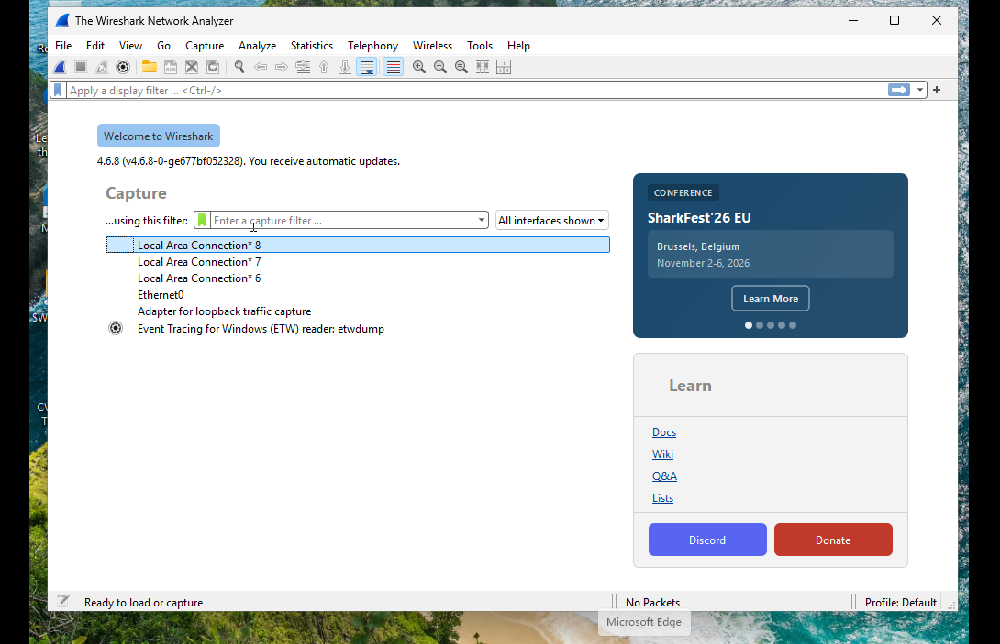 The Wireshark Network Analyzer
File Edit View Go Capture Analyze Statistics Telephony Wireless Tools Help
Apply a display filter ... <Ctrl-/>
Welcome to Wireshark
4.6.8 (v4.6.8-0-ge677bf052328). You receive automatic updates.
Capture
...using this filter: Enter a capture filter ... All interfaces shown
Local Area Connection* 8
Local Area Connection* 7
Local Area Connection* 6
Ethernet0
Adapter for loopback traffic capture
Event Tracing for Windows (ETW) reader: etwdump
CONFERENCE
SharkFest'26 EU
Brussels, Belgium
November 2-6, 2026
Learn More
Learn
Docs
Wiki
Q&A
Lists
Discord Donate
Ready to load or capture No Packets Profile: Default
Microsoft Edge